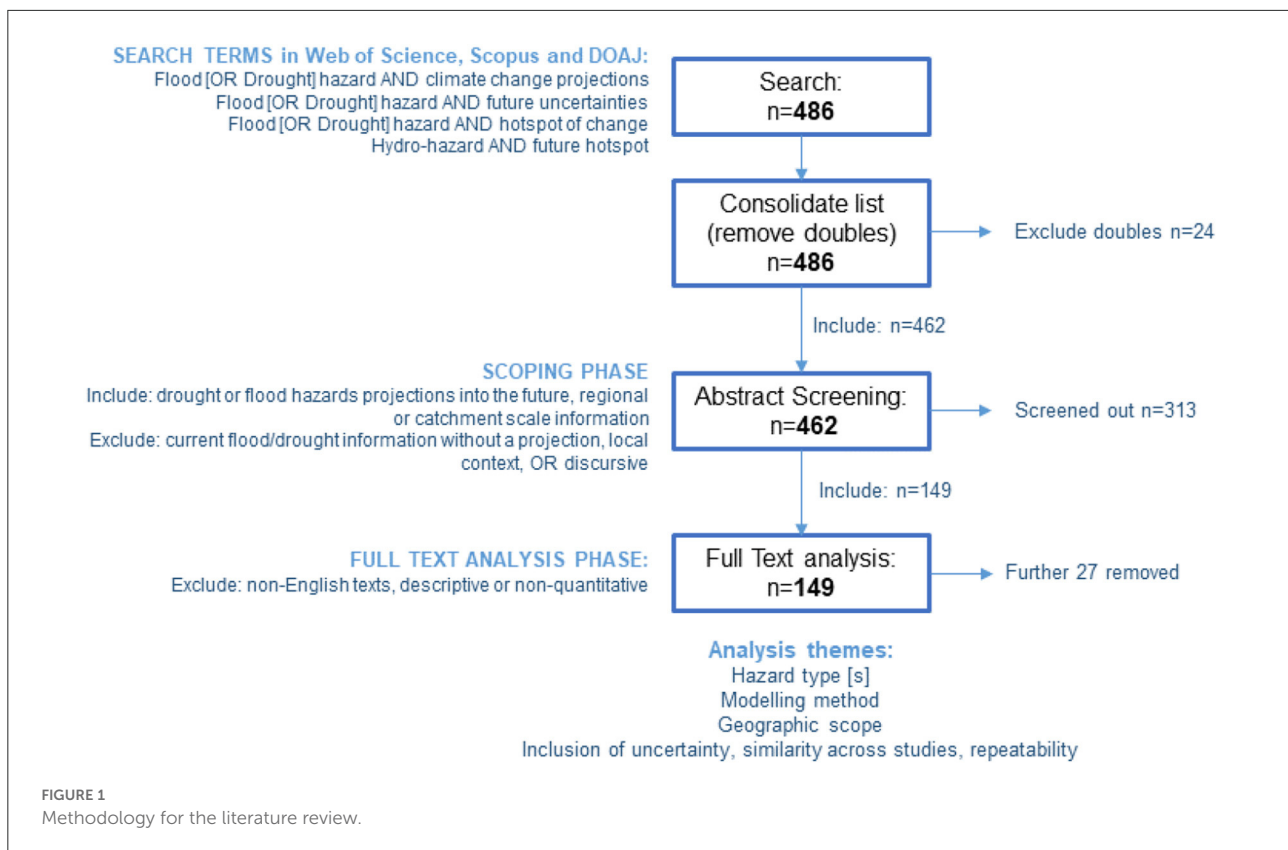 SEARCH TERMS in Web of Science, Scopus and DOAJ:
Flood [OR Drought] hazard AND climate change projections
Flood [OR Drought] hazard AND future uncertainties
Flood [OR Drought] hazard AND hotspot of change
Hydro-hazard AND future hotspot
Search:
n=486
Consolidate list
(remove doubles)
n=486
Exclude doubles n=24
Include: n=462
SCOPING PHASE
Include: drought or flood hazards projections into the future, regional
or catchment scale information
Exclude: current flood/drought information without a projection, local
context, OR discursive
Abstract Screening:
n=462
Screened out n=313
Include: n=149
FULL TEXT ANALYSIS PHASE:
Exclude: non-English texts, descriptive or non-quantitative
Full Text analysis:
n=149
Further 27 removed
Analysis themes:
Hazard type [s]
Modelling method
Geographic scope
Inclusion of uncertainty, similarity across studies, repeatability
FIGURE 1
Methodology for the literature review.